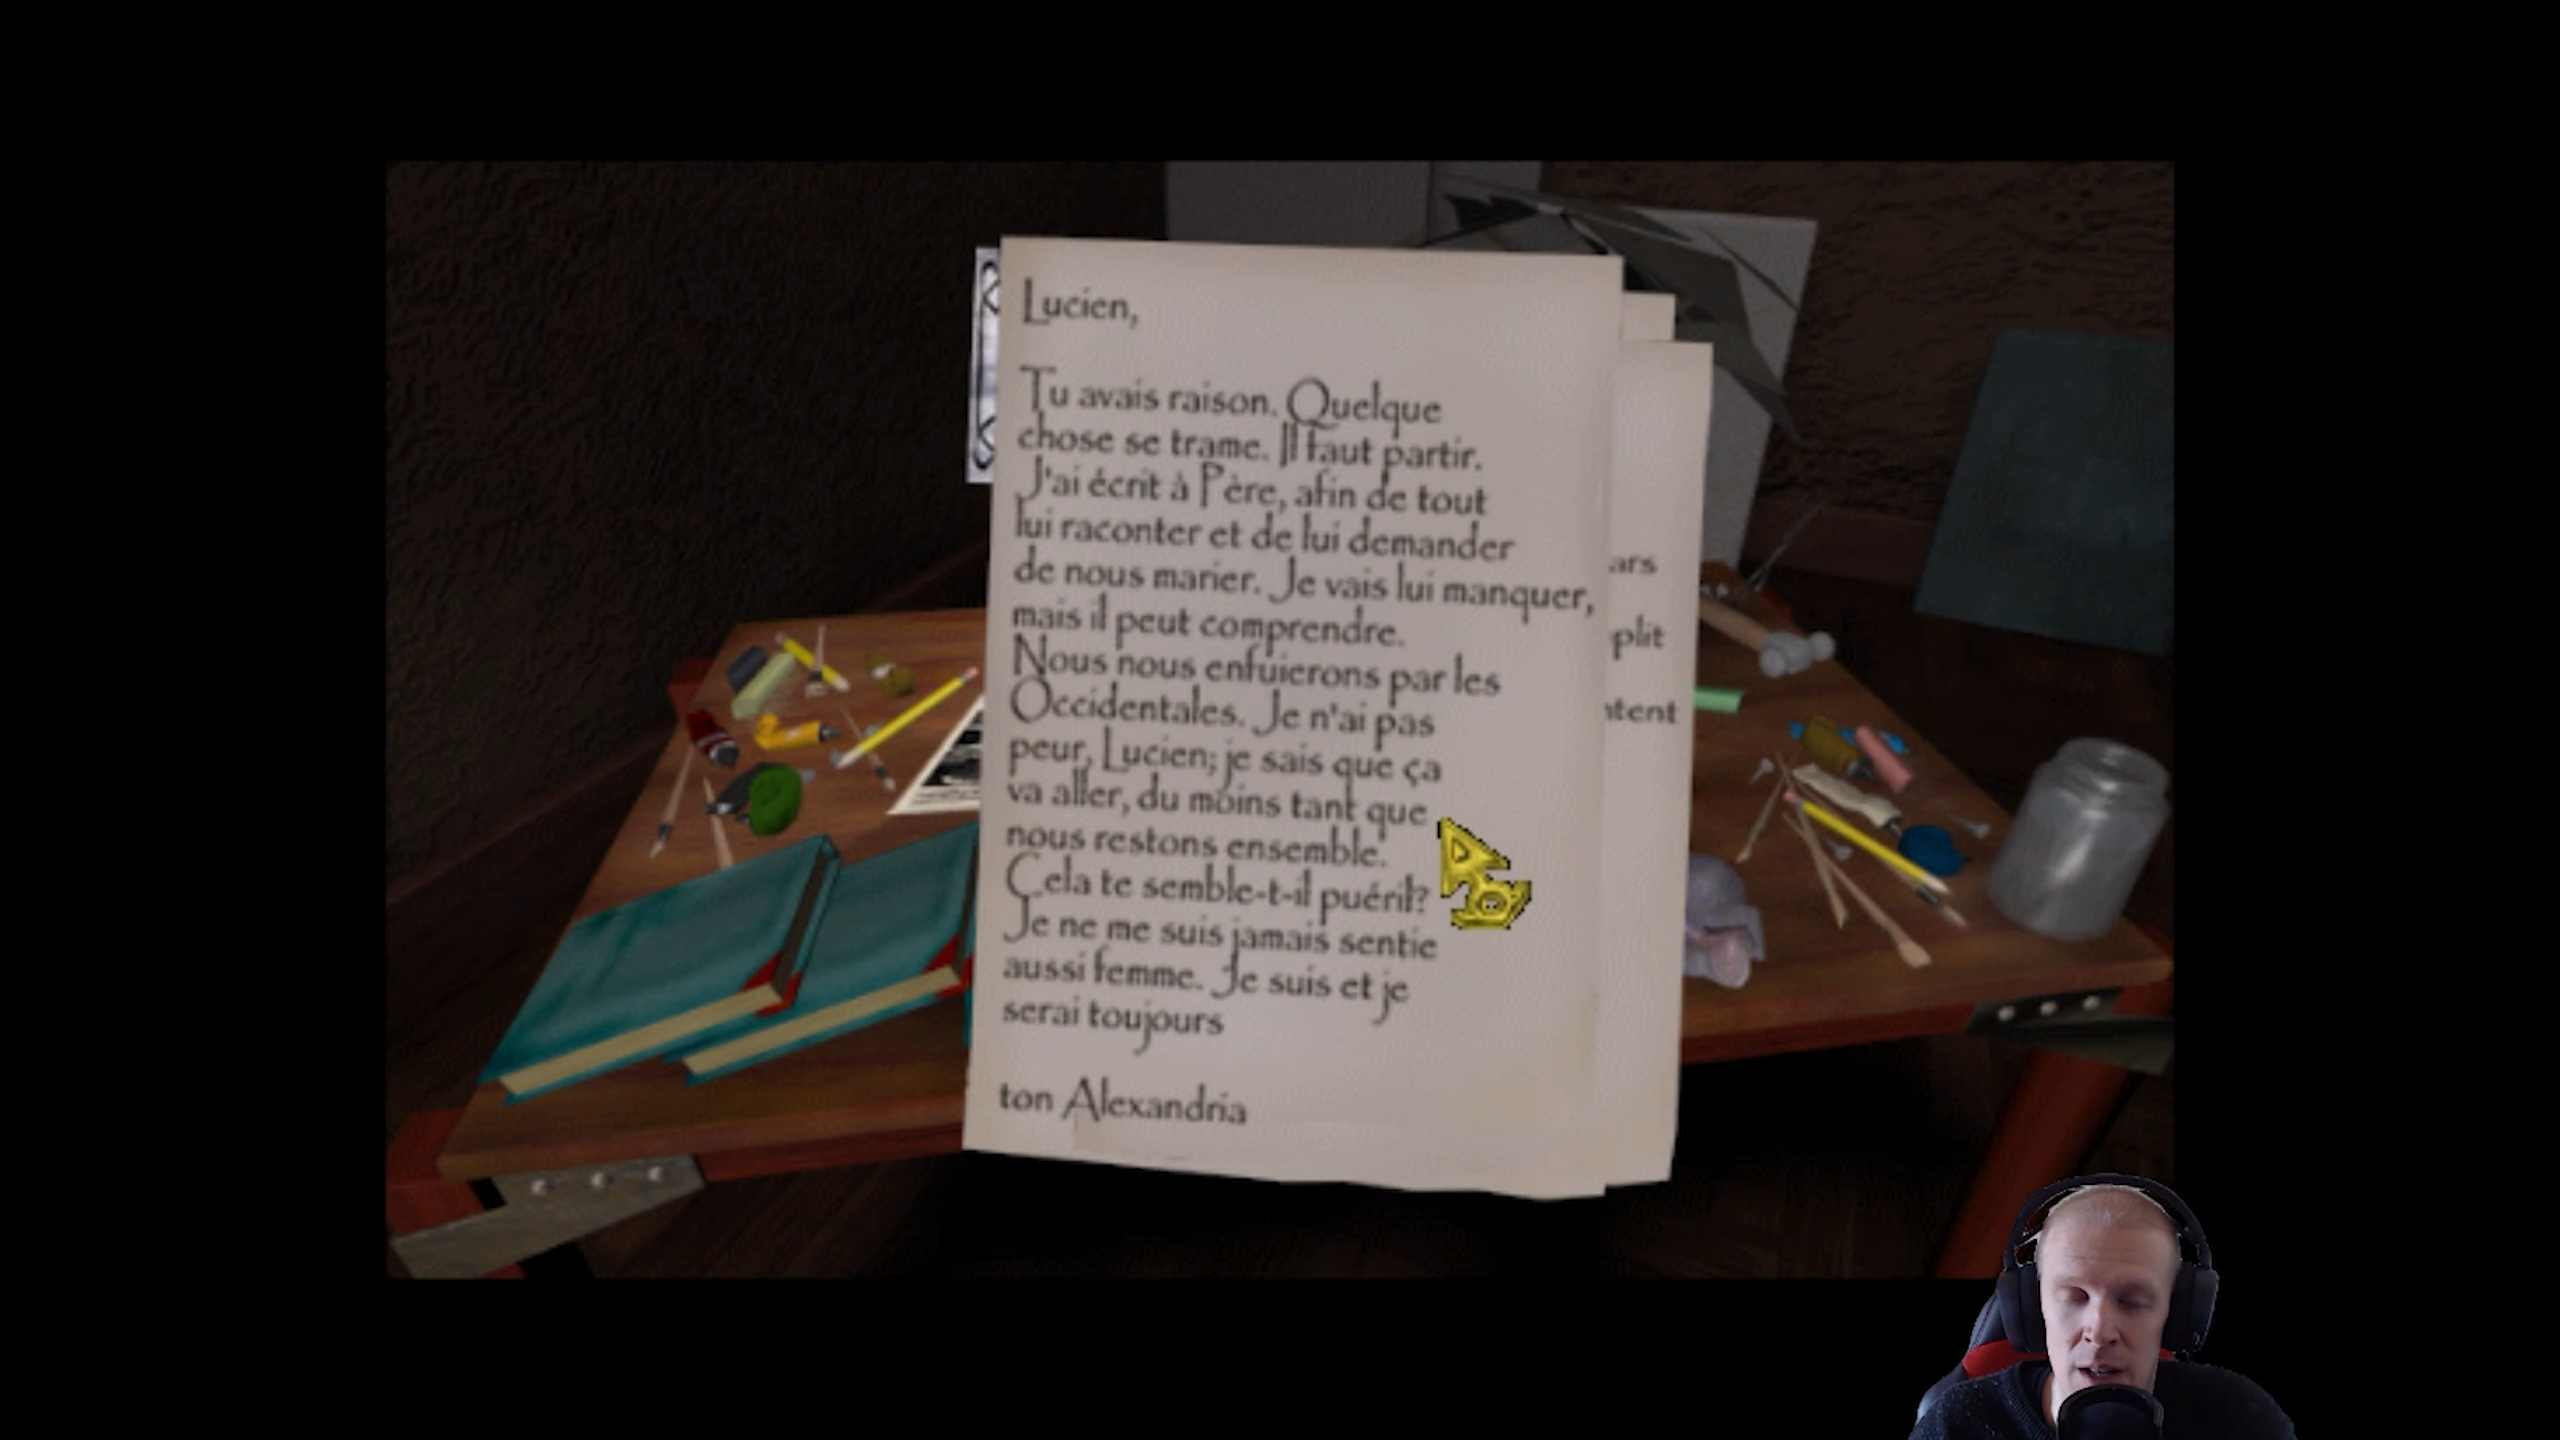 Lucien,
Tu avais raison. Quelque
chose se trame. Il faut partir.
J'ai écrit à Père, afin de tout
lui raconter et de lui demander
de nous marier. Je vais lui manquer,
mais il peut comprendre.
Nous nous enfuierons par les
Occidentales. Je n'ai pas
peur, Lucien; je sais que ça
va aller, du moins tant que
nous restons ensemble.
Cela te semble-t-il puéril?
Je ne me suis jamais sentie
aussi femme. Je suis et je
serai toujours
ton Alexandria
ars
plit
tent